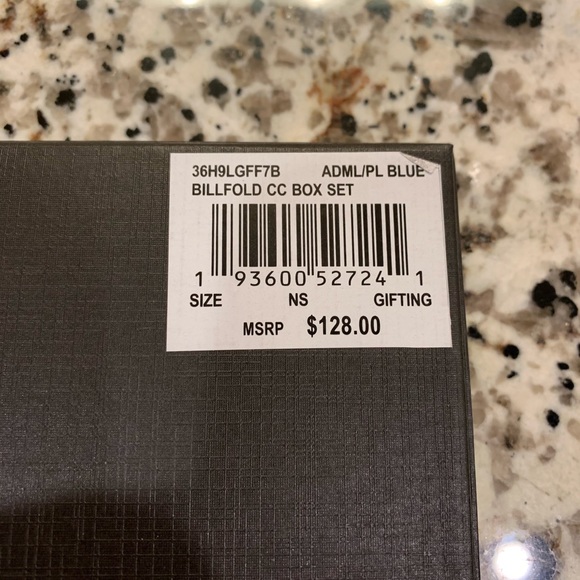 36H9LGFF7B ADML/PL BLUE
BILLFOLD CC BOX SET
1 93600 52724 1
SIZE NS GIFTING
MSRP $128.00